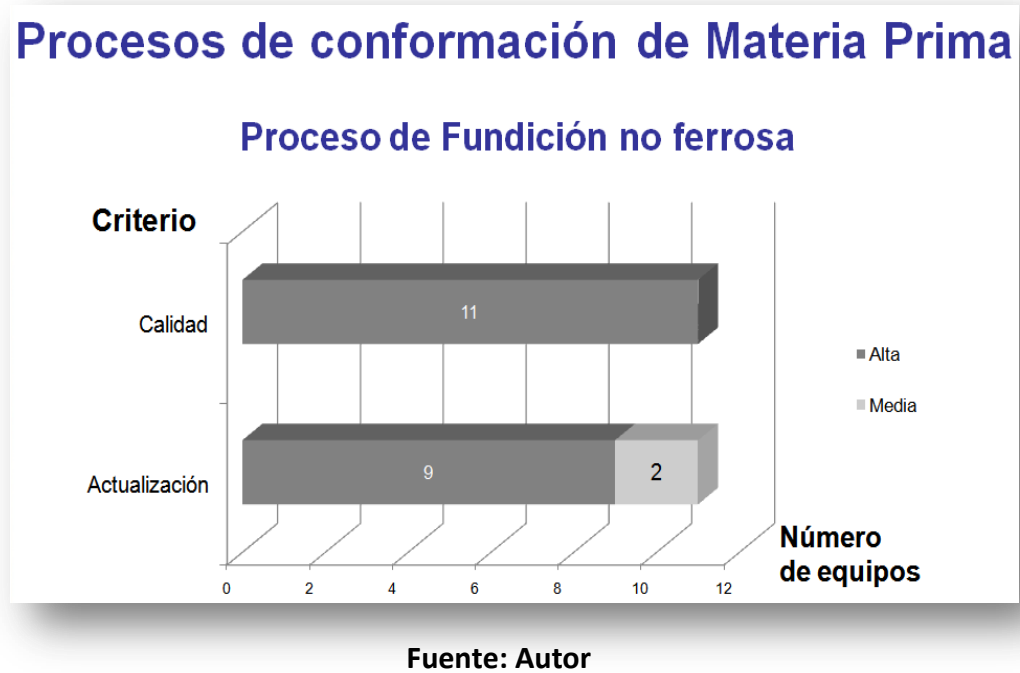 Procesos de conformación de Materia Prima
Proceso de Fundición no ferrosa
Criterio
Calidad
11
Alta
Media
Actualización
9
2
Número
de equipos
0 2 4 6 8 10 12
Fuente: Autor